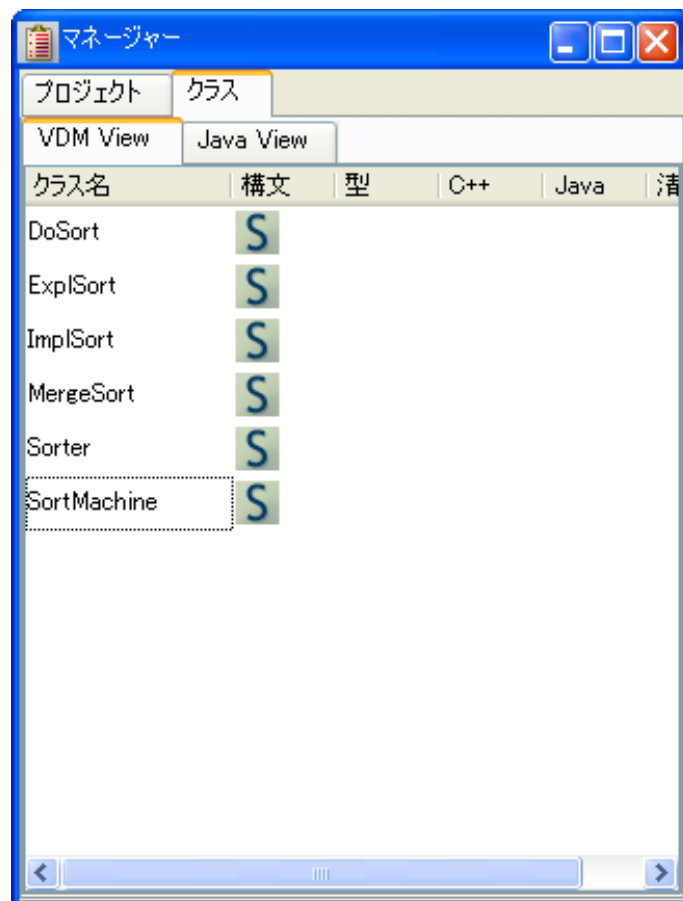 マネージャー
プロジェクト クラス
VDM View Java View
クラス名 構文 型 C++ Java 清
DoSort S
ExplSort S
ImplSort S
MergeSort S
Sorter S
SortMachine S